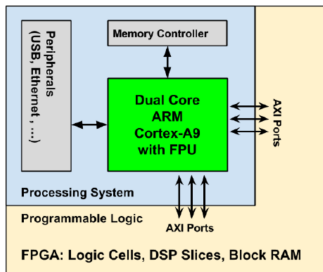 Peripherals
(USB, Ethernet, ...)
Memory Controller
Dual Core
ARM
Cortex-A9
with FPU
AXI Ports
Processing System
Programmable Logic
AXI Ports
FPGA: Logic Cells, DSP Slices, Block RAM